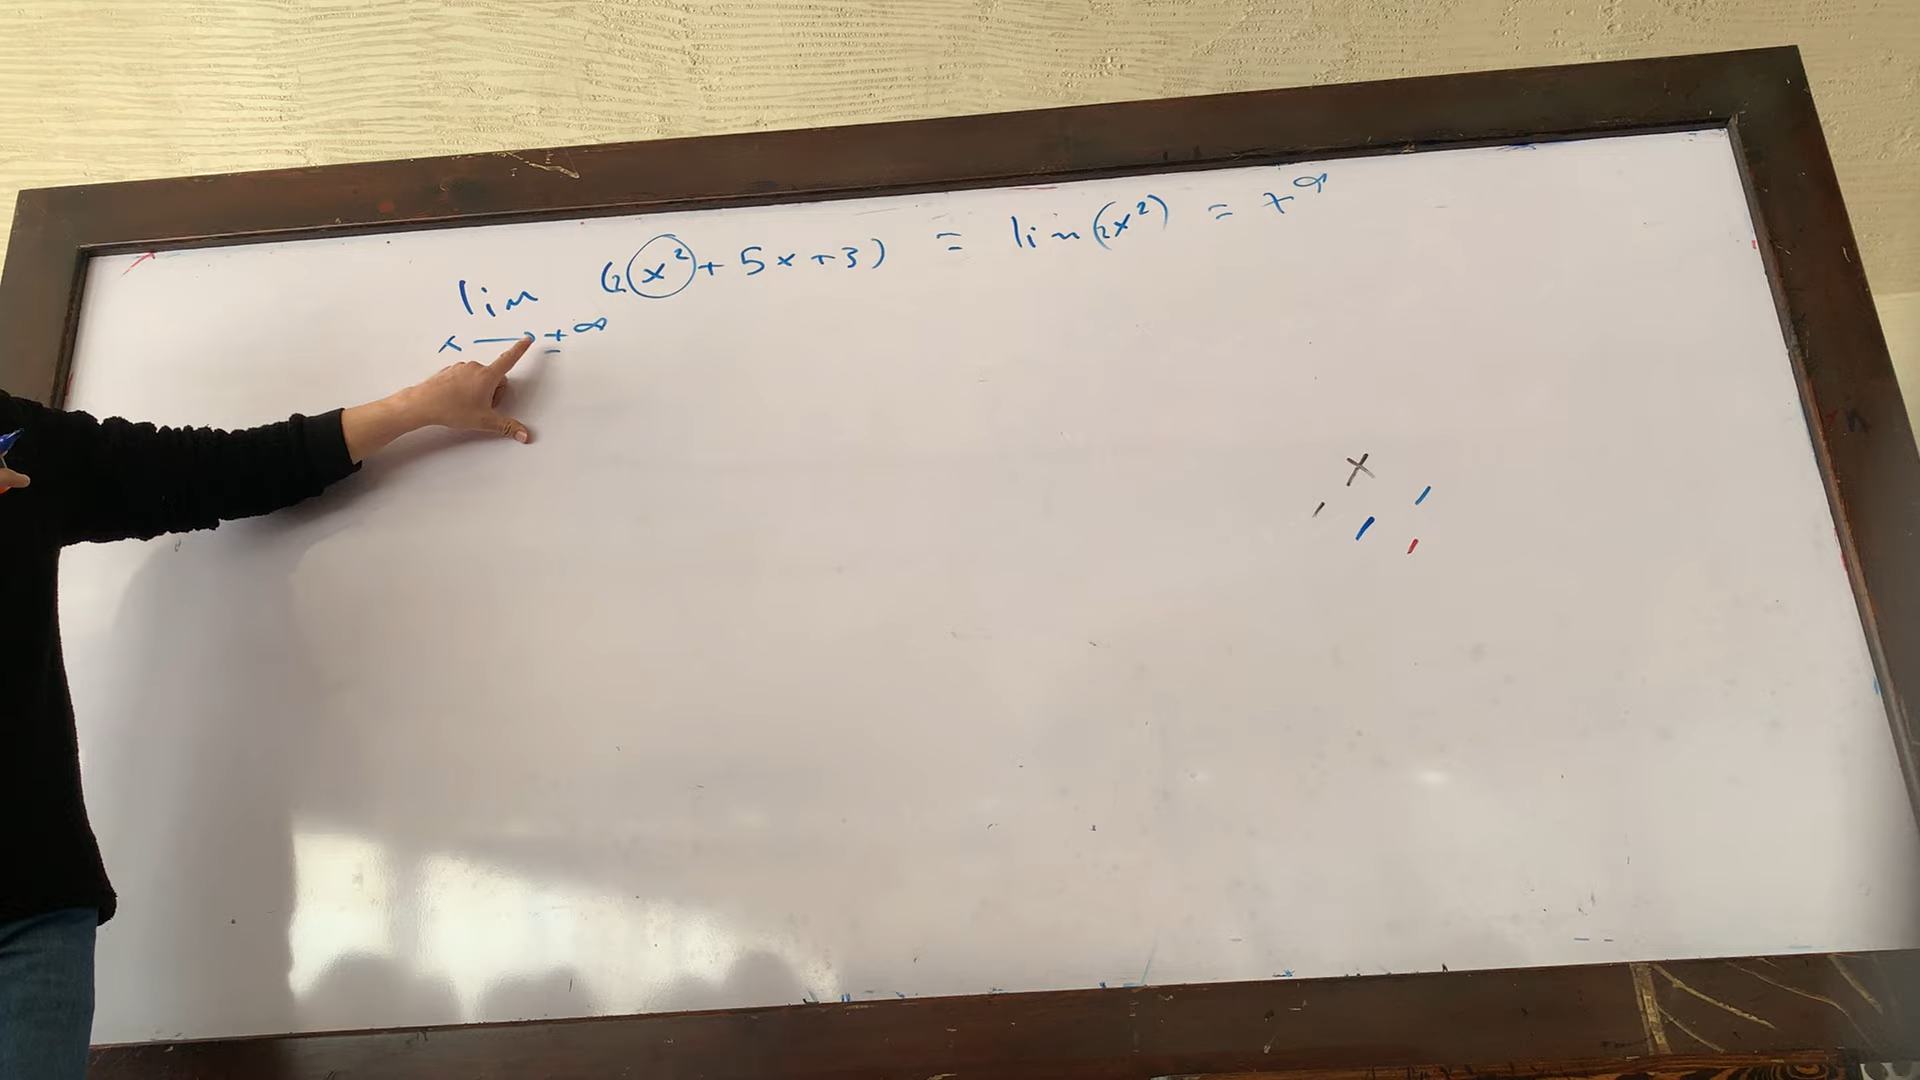 lim (2x²+5x+3) = lim(2x²) = +∞
x→+∞
x